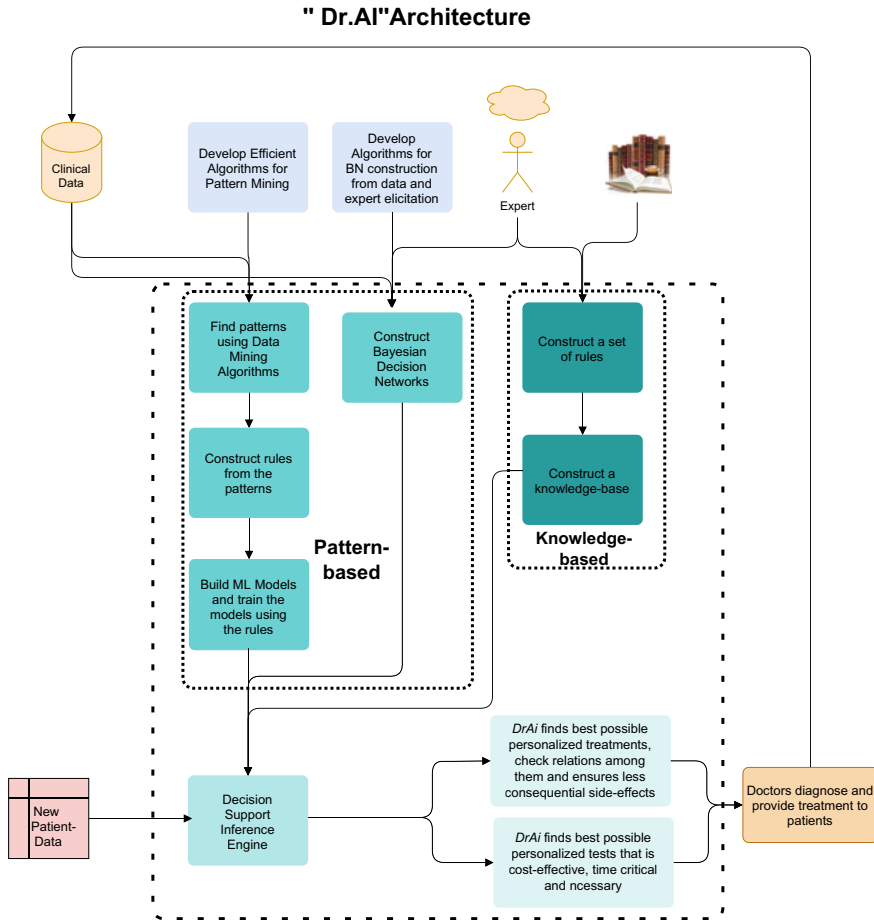 " Dr.AI"Architecture
Clinical
Data
Develop Efficient
Algorithms for
Pattern Mining
Develop
Algorithms for
BN construction
from data and
expert elicitation
Expert
Find patterns
using Data
Mining
Algorithms
Construct
Bayesian
Decision
Networks
Construct a set
of rules
Construct rules
from the
patterns
Construct a
knowledge-base
Pattern-
based
Knowledge-
based
Build ML Models
and train the
models using
the rules
New
Patient-
Data
Decision
Support
Inference
Engine
DrAi finds best possible
personalized treatments,
check relations among
them and ensures less
consequential side-effects
DrAi finds best possible
personalized tests that is
cost-effective, time critical
and ncessary
Doctors diagnose and
provide treatment to
patients